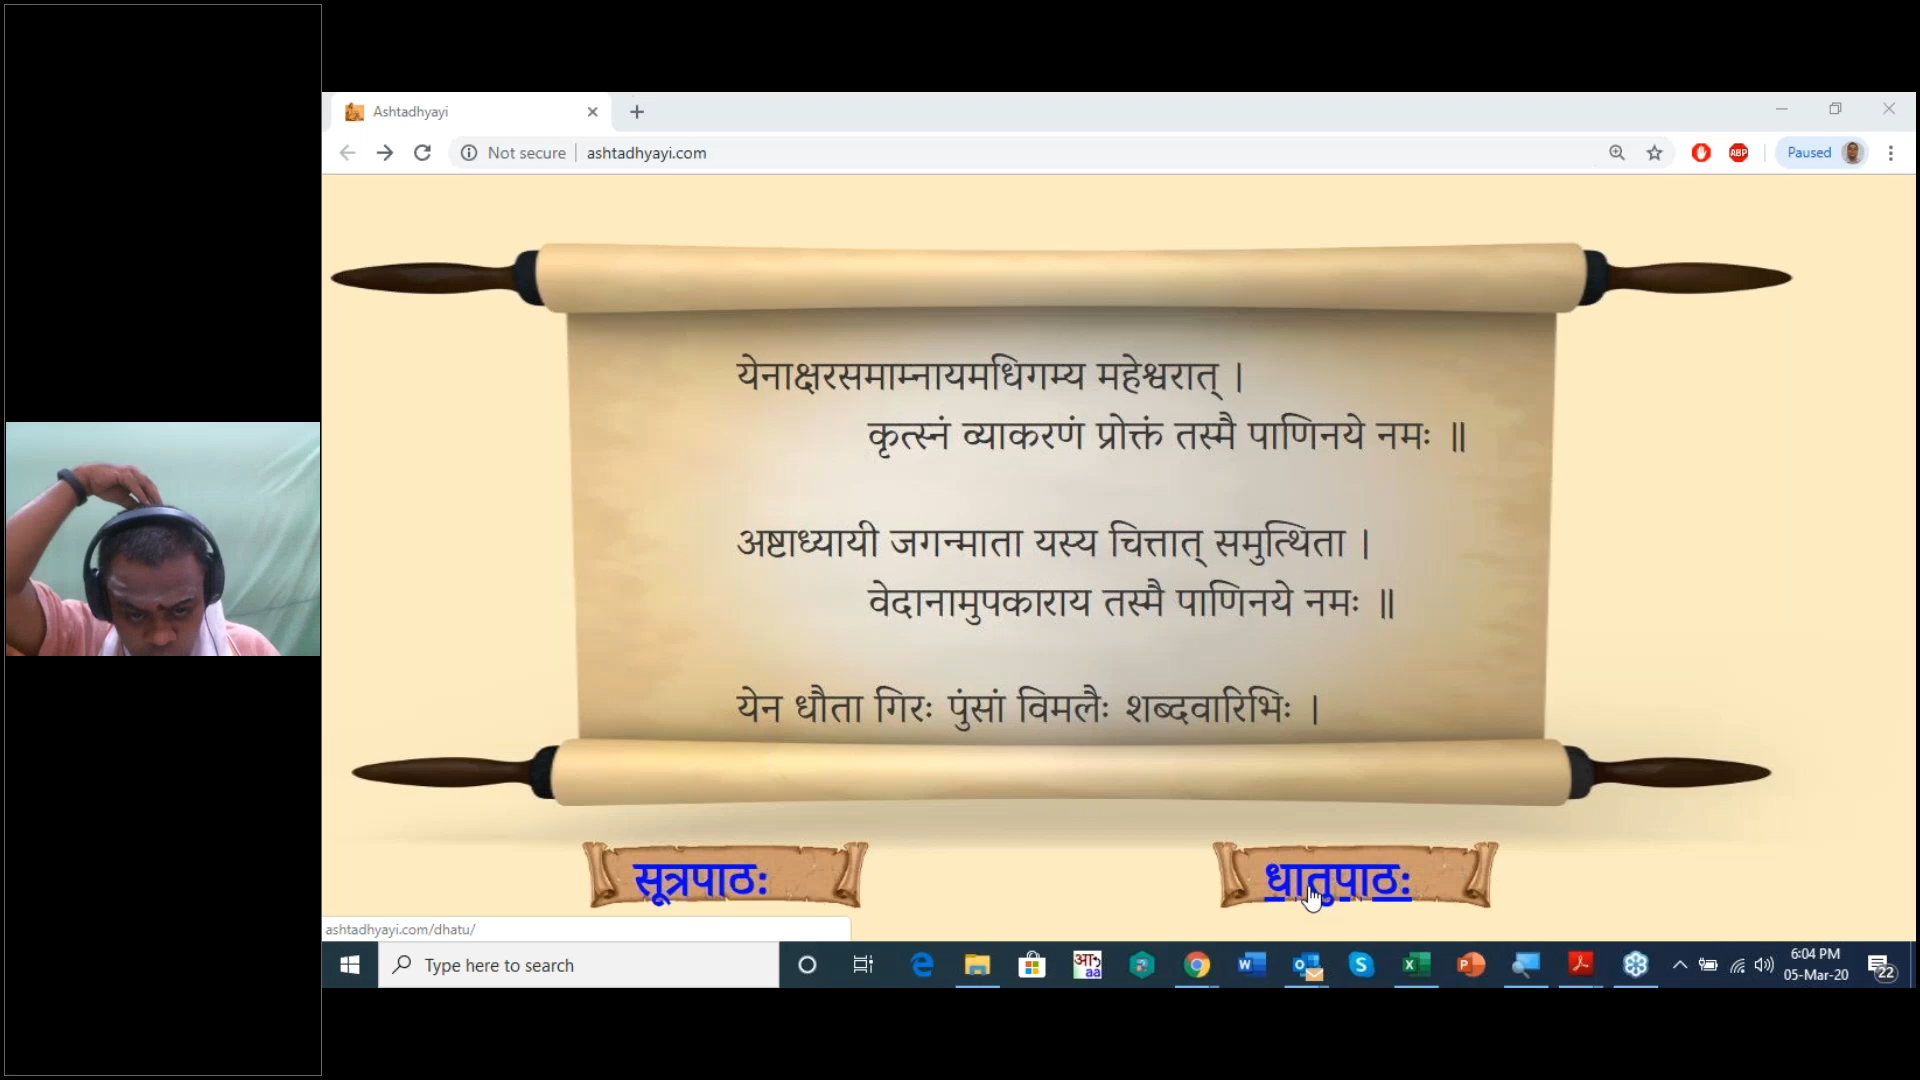 Ashtadhyayi
Not secure
ashtadhyayi.com
ABP
Paused
येनाक्षरसमाम्नायमधिगम्य महेश्वरात् ।
कृत्स्नं व्याकरणं प्रोक्तं तस्मै पाणिनये नमः ॥
अष्टाध्यायी जगन्माता यस्य चित्तात् समुत्थिता ।
वेदानामुपकाराय तस्मै पाणिनये नमः ॥
येन धौता गिरः पुंसां विमलैः शब्दवारिभिः ।
सूत्रपाठः
धातुपाठः
ashtadhyayi.com/dhatu/
Type here to search
6:04 PM
05-Mar-20
22